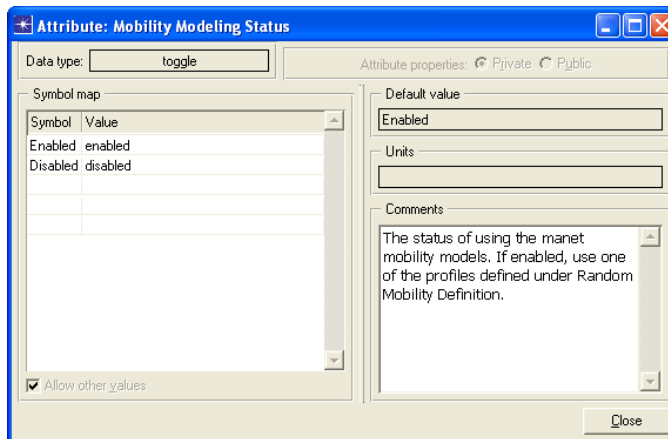 Attribute: Mobility Modeling Status
Data type: toggle
Attribute properties: Private Public
Symbol map
Symbol Value
Enabled enabled
Disabled disabled
Allow other values
Default value
Enabled
Units
Comments
The status of using the manet
mobility models. If enabled, use one
of the profiles defined under Random
Mobility Definition.
Close